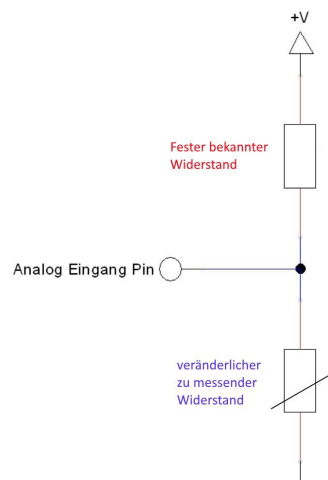 +V
Fester bekannter
Widerstand
Analog Eingang Pin
veränderlicher
zu messender
Widerstand